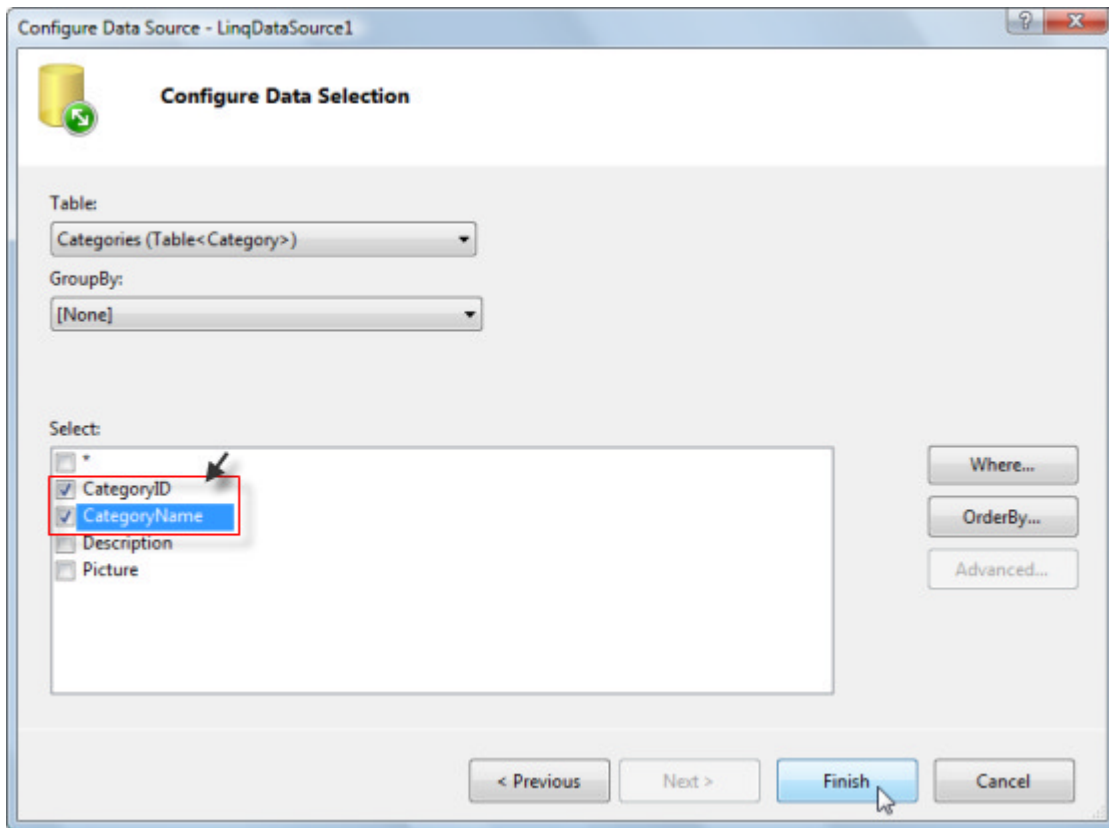 Configure Data Source - LinqDataSource1
Configure Data Selection
Table:
Categories (Table<Category>)
GroupBy:
[None]
Select:
*
CategoryID
CategoryName
Description
Picture
Where...
OrderBy...
Advanced...
< Previous
Next >
Finish
Cancel